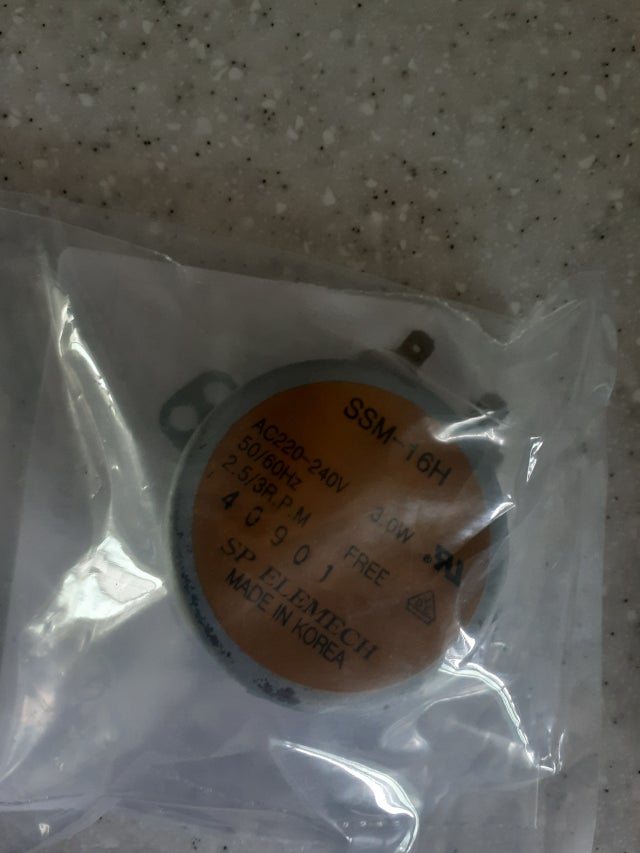 SSM-16H
AC220-240V
50/60Hz 3.0W
2.5/3R.P.M FREE
40901
SP ELEMECH
MADE IN KOREA